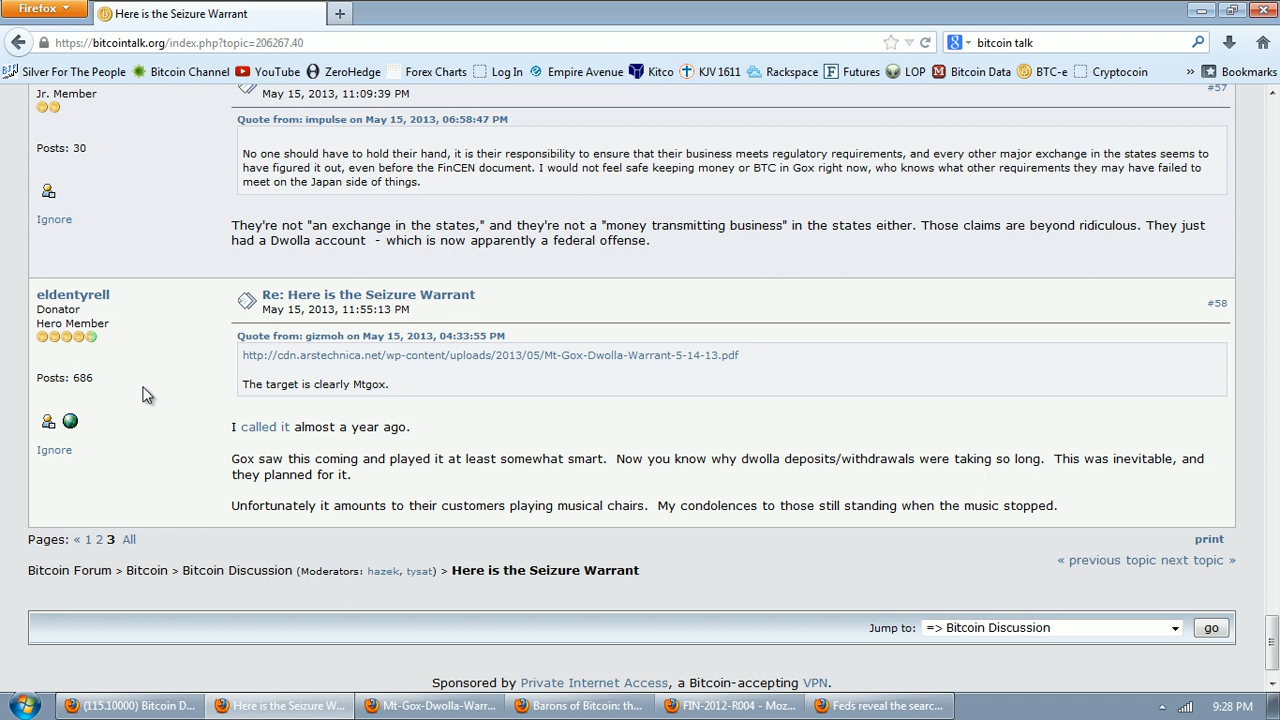 Firefox
Here is the Seizure Warrant
https://bitcointalk.org/index.php?topic=206267.40
bitcoin talk
Silver For The People
Bitcoin Channel
YouTube
ZeroHedge
Forex Charts
Log In
Empire Avenue
Kitco
KJV 1611
Rackspace
Futures
LOP
Bitcoin Data
BTC-e
Cryptocoin
»
Bookmarks
Jr. Member
May 15, 2013, 11:09:39 PM
#57
Posts: 30
Ignore
Quote from: impulse on May 15, 2013, 06:58:47 PM
No one should have to hold their hand, it is their responsibility to ensure that their business meets regulatory requirements, and every other major exchange in the states seems to
have figured it out, even before the FinCEN document. I would not feel safe keeping money or BTC in Gox right now, who knows what other requirements they may have failed to
meet on the Japan side of things.
They're not "an exchange in the states," and they're not a "money transmitting business" in the states either. Those claims are beyond ridiculous. They just
had a Dwolla account - which is now apparently a federal offense.
eldentyrell
Donator
Hero Member
Posts: 686
Ignore
Re: Here is the Seizure Warrant
May 15, 2013, 11:55:13 PM
#58
Quote from: gizmoh on May 15, 2013, 04:33:55 PM
http://cdn.arstechnica.net/wp-content/uploads/2013/05/Mt-Gox-Dwolla-Warrant-5-14-13.pdf
The target is clearly Mtgox.
I called it almost a year ago.
Gox saw this coming and played it at least somewhat smart. Now you know why dwolla deposits/withdrawals were taking so long. This was inevitable, and
they planned for it.
Unfortunately it amounts to their customers playing musical chairs. My condolences to those still standing when the music stopped.
Pages: « 1 2 3 All
print
« previous topic next topic »
Bitcoin Forum > Bitcoin > Bitcoin Discussion (Moderators: hazek, tysat) > Here is the Seizure Warrant
Jump to: => Bitcoin Discussion
go
Sponsored by Private Internet Access, a Bitcoin-accepting VPN.
(115.10000) Bitcoin D...
Here is the Seizure W...
Mt-Gox-Dwolla-Warr...
Barons of Bitcoin: th...
FIN-2012-R004 - Moz...
Feds reveal the searc...
9:28 PM